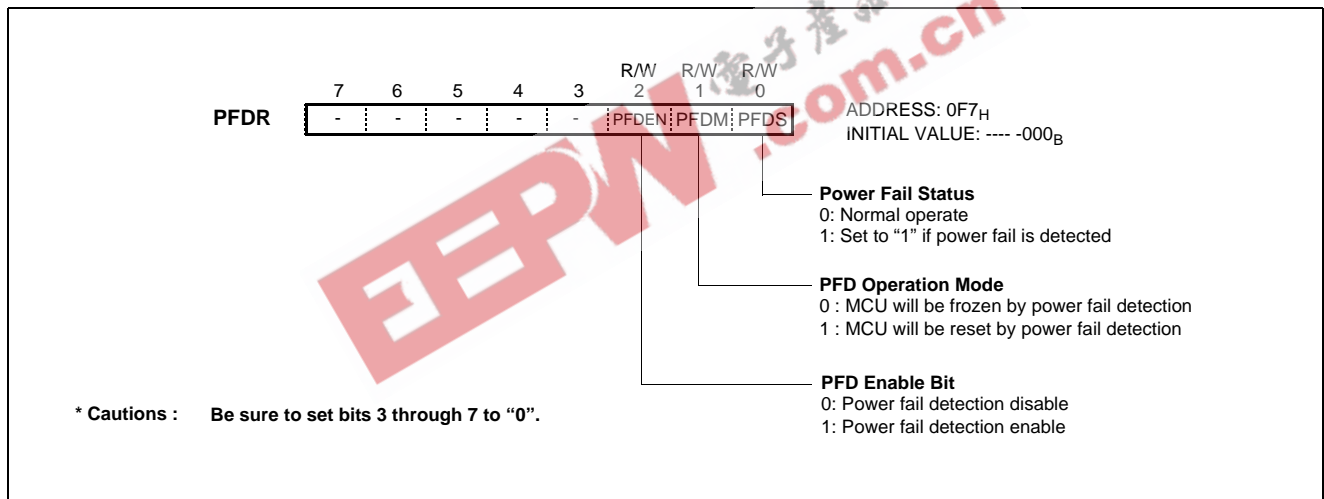 R/W R/W R/W
7 6 5 4 3 2 1 0
PFDR - - - - - PFDEN PFDM PFDS
ADDRESS: 0F7H
INITIAL VALUE: ---- -000B
Power Fail Status
0: Normal operate
1: Set to “1” if power fail is detected
PFD Operation Mode
0 : MCU will be frozen by power fail detection
1 : MCU will be reset by power fail detection
PFD Enable Bit
0: Power fail detection disable
1: Power fail detection enable
* Cautions : Be sure to set bits 3 through 7 to “0”.
EEPW .com.cn
電子產品